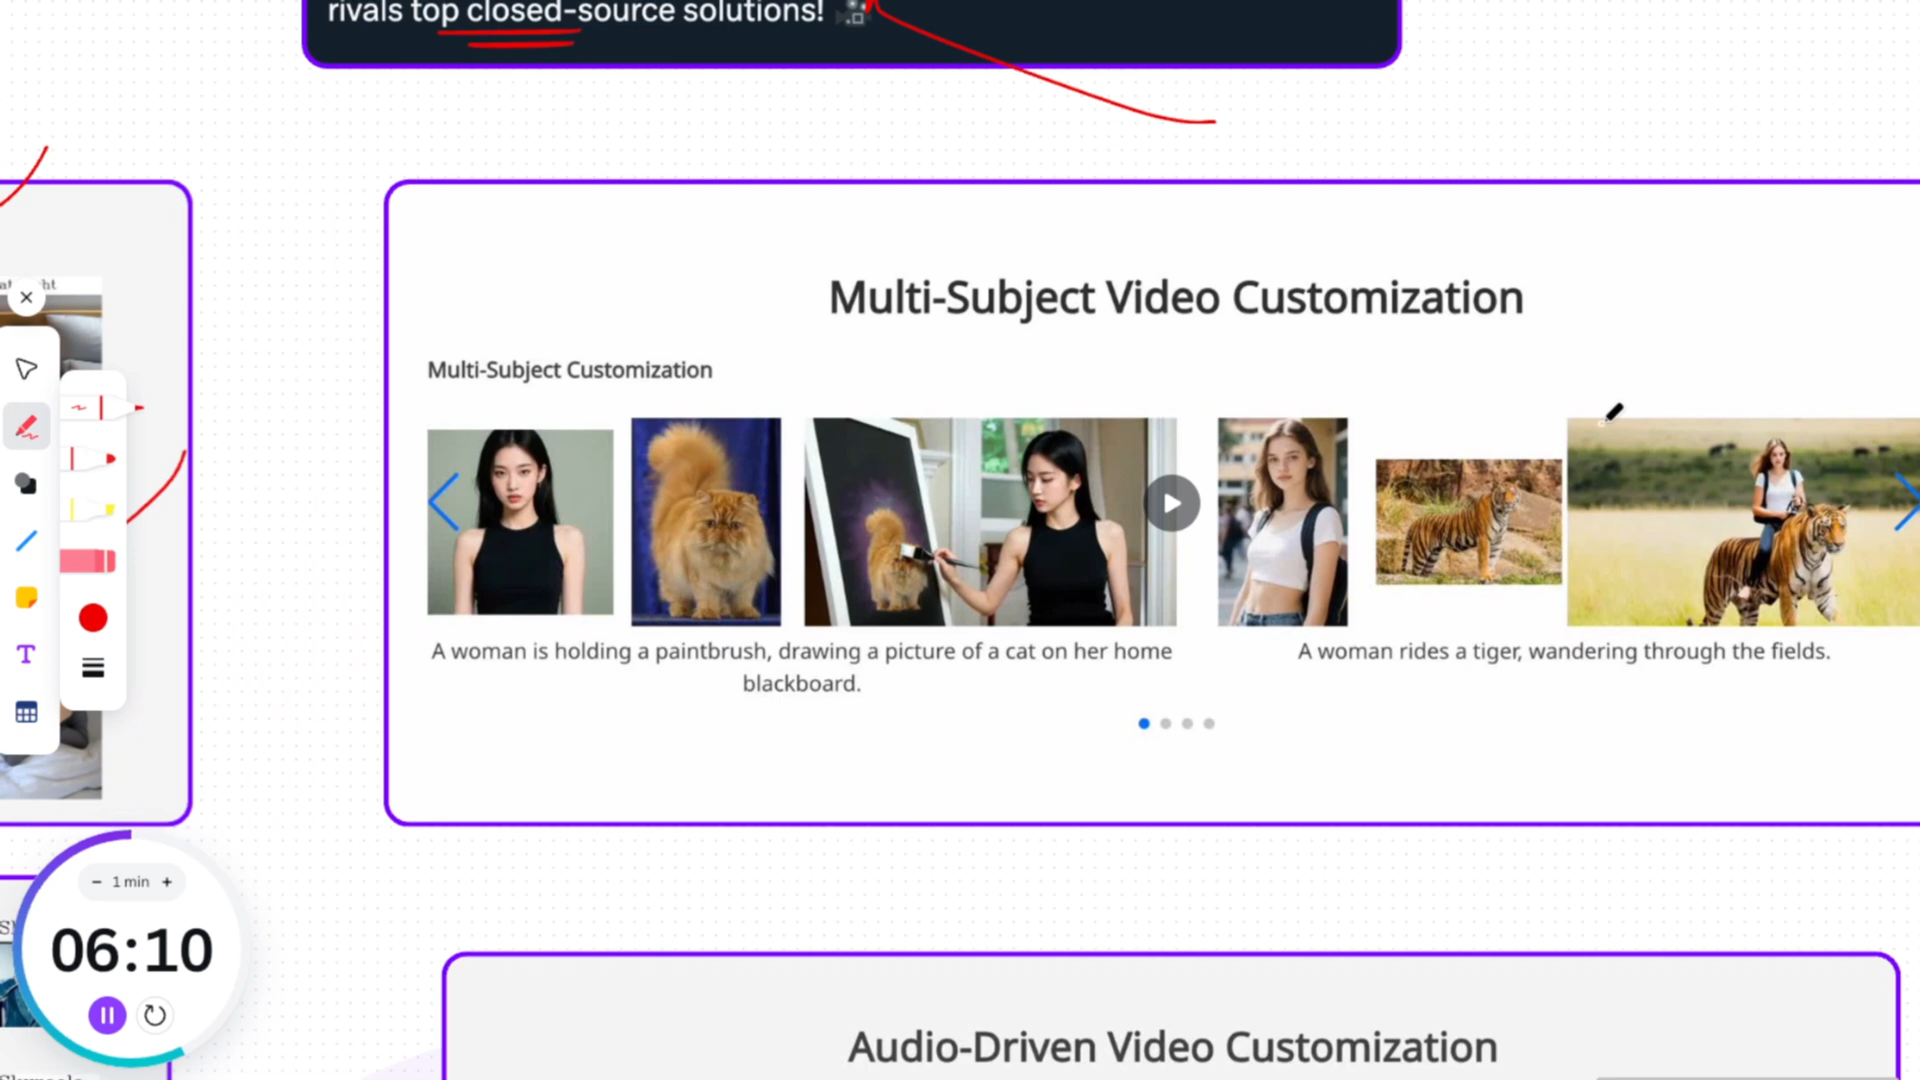 rivals top closed-source solutions!
Multi-Subject Video Customization
Multi-Subject Customization
A woman is holding a paintbrush, drawing a picture of a cat on her home
blackboard.
A woman rides a tiger, wandering through the fields.
T
− 1 min +
06:10
Audio-Driven Video Customization